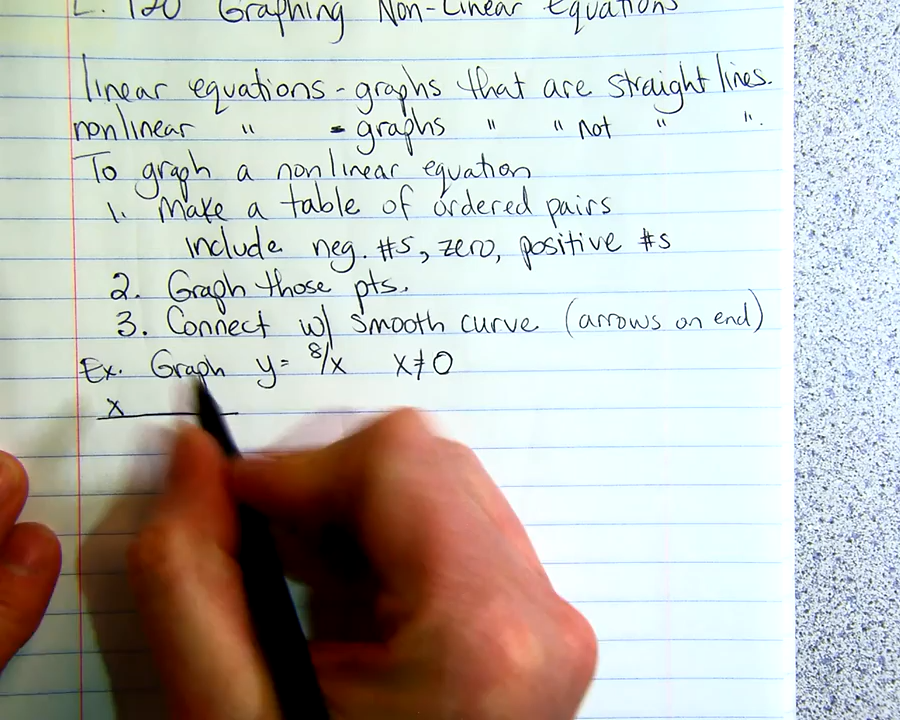 L. 120 Graphing Non-Linear Equations
linear equations - graphs that are straight lines.
nonlinear " - graphs " " not " ".
To graph a nonlinear equation
1. Make a table of ordered pairs
include neg. #s, zero, positive #s
2. Graph those pts.
3. Connect w/ smooth curve (arrows on end)
Ex. Graph y = 8/x x≠0
x